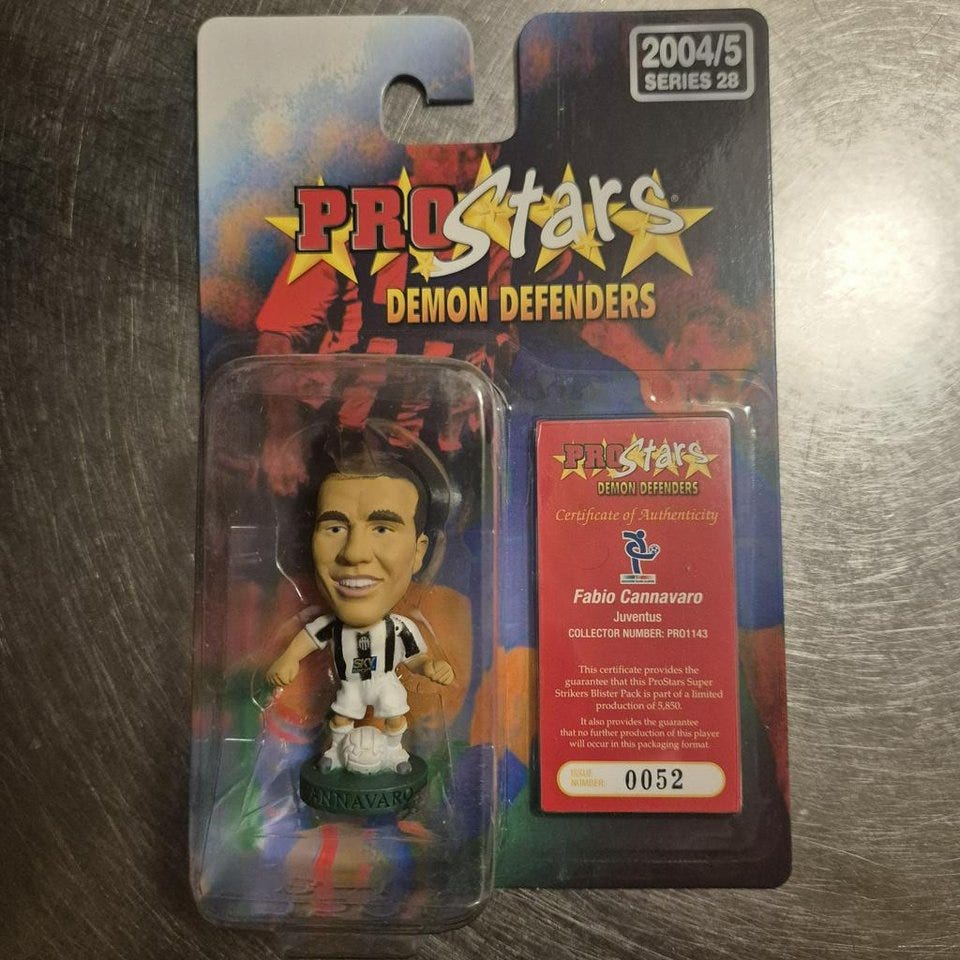 2004/5
SERIES 28
PROStars®
DEMON DEFENDERS
PROStars
DEMON DEFENDERS
Certificate of Authenticity
Fabio Cannavaro
Juventus
COLLECTOR NUMBER: PRO1143
This certificate provides the
guarantee that this ProStars Super
Strikers Blister Pack is part of a limited
production of 5,850.
It also provides the guarantee
that no further production of this player
will occur in this packaging format.
ISSUE
NUMBER:
0052
SKY
CANNAVARO